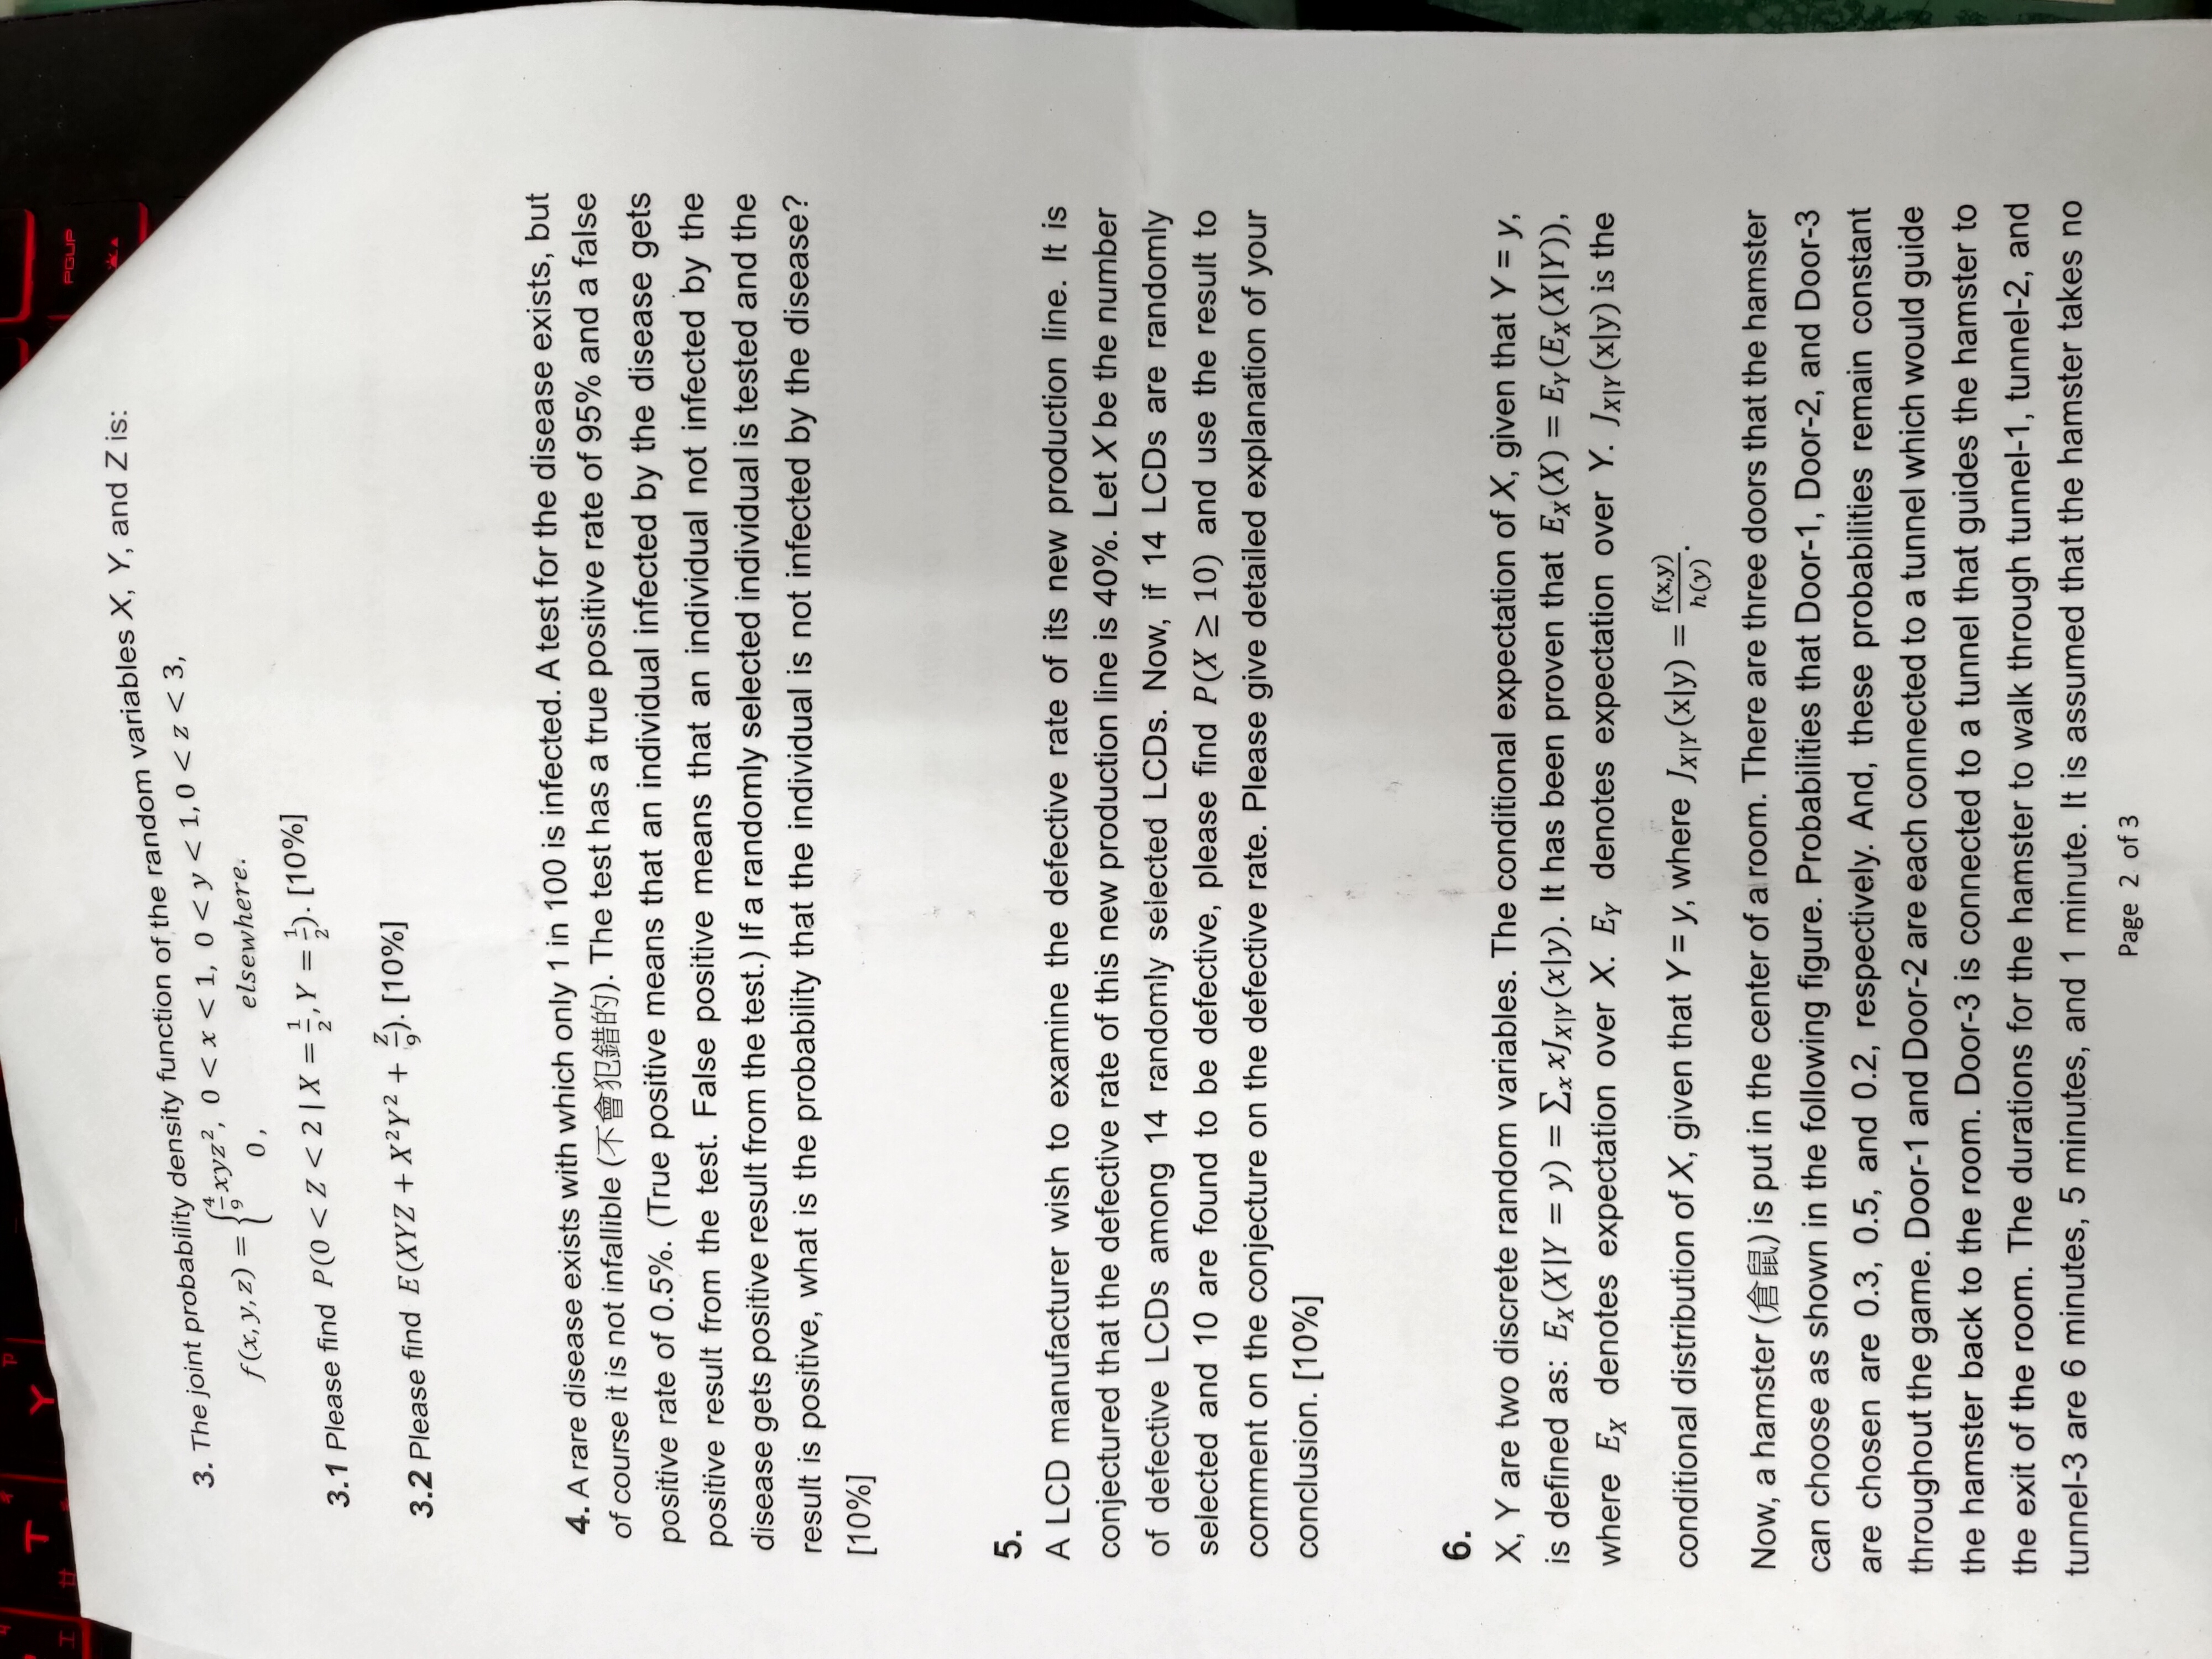 T
Y
P
工
#
PGUP
3. The joint probability density function of the random variables X, Y, and Z is:
f(x, y, z) = { 4/9 xyz², 0 < x < 1, 0 < y < 1, 0 < z < 3,
0, elsewhere.
3.1 Please find P(0 < Z < 2 | X = 1/2, Y = 1/2). [10%]
3.2 Please find E(XYZ + X²Y² + Z/9). [10%]
4. A rare disease exists with which only 1 in 100 is infected. A test for the disease exists, but
of course it is not infallible (不會犯錯的). The test has a true positive rate of 95% and a false
positive rate of 0.5%. (True positive means that an individual infected by the disease gets
positive result from the test. False positive means that an individual not infected by the
disease gets positive result from the test.) If a randomly selected individual is tested and the
result is positive, what is the probability that the individual is not infected by the disease?
[10%]
5.
A LCD manufacturer wish to examine the defective rate of its new production line. It is
conjectured that the defective rate of this new production line is 40%. Let X be the number
of defective LCDs among 14 randomly selected LCDs. Now, if 14 LCDs are randomly
selected and 10 are found to be defective, please find P(X ≥ 10) and use the result to
comment on the conjecture on the defective rate. Please give detailed explanation of your
conclusion. [10%]
6.
X, Y are two discrete random variables. The conditional expectation of X, given that Y = y,
is defined as: E_X(X|Y = y) = Σ_x xJ_X|Y(x|y). It has been proven that E_X(X) = E_Y(E_X(X|Y)),
where E_X denotes expectation over X. E_Y denotes expectation over Y. J_X|Y(x|y) is the
conditional distribution of X, given that Y = y, where J_X|Y(x|y) = f(x,y)/h(y).
Now, a hamster (倉鼠) is put in the center of a room. There are three doors that the hamster
can choose as shown in the following figure. Probabilities that Door-1, Door-2, and Door-3
are chosen are 0.3, 0.5, and 0.2, respectively. And, these probabilities remain constant
throughout the game. Door-1 and Door-2 are each connected to a tunnel which would guide
the hamster back to the room. Door-3 is connected to a tunnel that guides the hamster to
the exit of the room. The durations for the hamster to walk through tunnel-1, tunnel-2, and
tunnel-3 are 6 minutes, 5 minutes, and 1 minute. It is assumed that the hamster takes no
Page 2 of 3